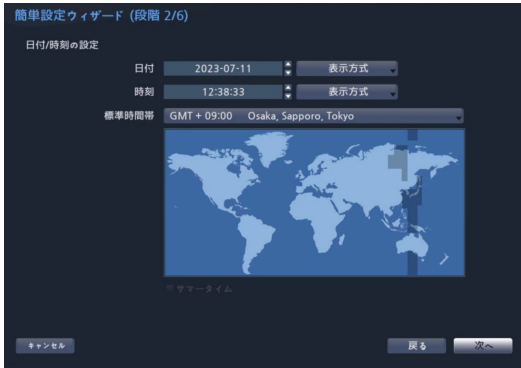 簡単設定ウィザード (段階 2/6)
日付/時刻の設定
日付 2023-07-11 表示方式
時刻 12:38:33 表示方式
標準時間帯 GMT + 09:00 Osaka, Sapporo, Tokyo
サマータイム
キャンセル 戻る 次へ